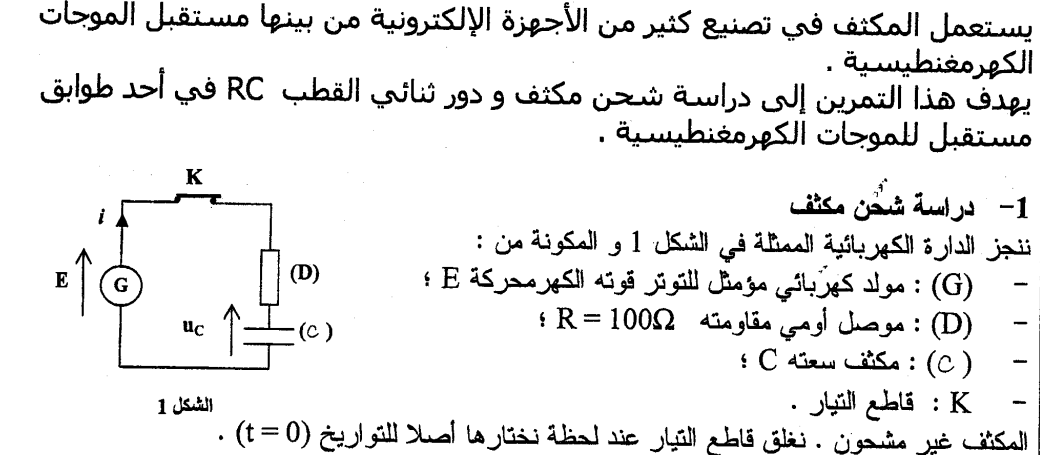 يستعمل المكثف في تصنيع كثير من الأجهزة الإلكترونية من بينها مستقبل الموجات
الكهرمغنطيسية .
يهدف هذا التمرين إلى دراسة شحن مكثف و دور ثنائي القطب RC في أحد طوابق
مستقبل للموجات الكهرمغنطيسية .
1- دراسة شحن مكثف
ننجز الدارة الكهربائية الممثلة في الشكل 1 و المكونة من :
- (G) : مولد كهربائي مؤمثل للتوتر قوته الكهرمحركة E ؛
- (D) : موصل أومي مقاومته R = 100Ω ؛
- (C) : مكثف سعته C ؛
- K : قاطع التيار .
المكثف غير مشحون . نغلق قاطع التيار عند لحظة نختارها أصلا للتواريخ (t = 0) .
K
i
E
G
(D)
uC
(C)
الشكل 1